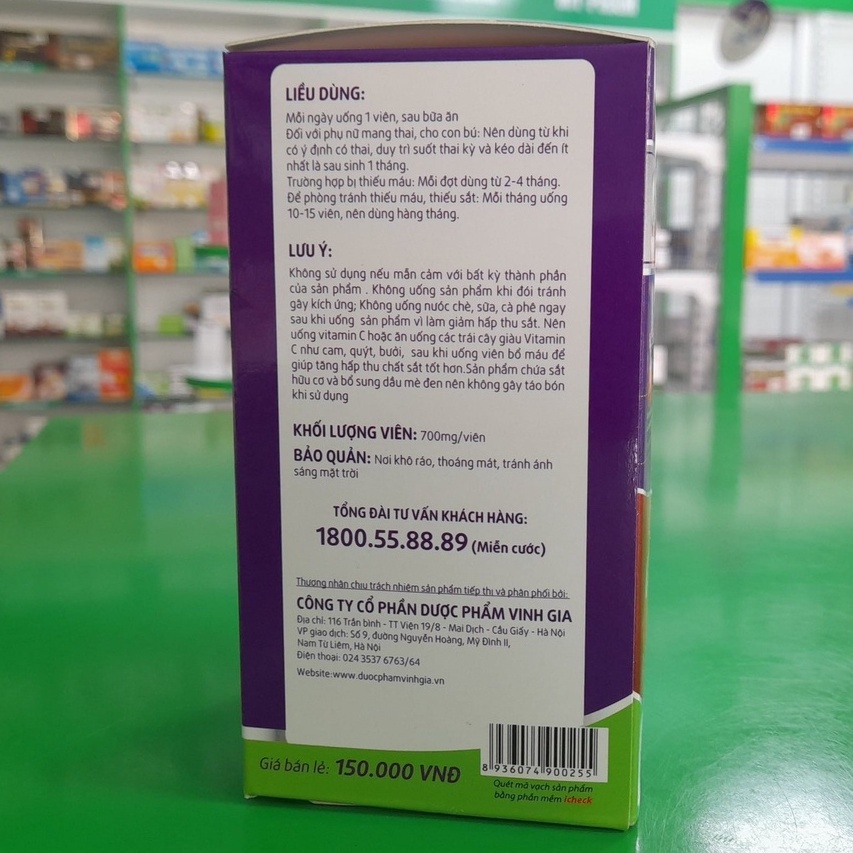 LIỀU DÙNG:
Mỗi ngày uống 1 viên, sau bữa ăn
Đối với phụ nữ mang thai, cho con bú: Nên dùng từ khi
có ý định có thai, duy trì suốt thai kỳ và kéo dài đến ít
nhất là sau sinh 1 tháng.
Trường hợp bị thiếu máu: Mỗi đợt dùng từ 2-4 tháng.
Để phòng tránh thiếu máu, thiếu sắt: Mỗi tháng uống
10-15 viên, nên dùng hàng tháng.
LƯU Ý:
Không sử dụng nếu mẫn cảm với bất kỳ thành phần
của sản phẩm . Không uống sản phẩm khi đói tránh
gây kích ứng; Không uống nước chè, sữa, cà phê ngay
sau khi uống sản phẩm vì làm giảm hấp thu sắt. Nên
uống vitamin C hoặc ăn uống các trái cây giàu Vitamin
C như cam, quýt, bưởi, sau khi uống viên bổ máu để
giúp tăng hấp thu chất sắt tốt hơn.Sản phẩm chứa sắt
hữu cơ và bổ sung dầu mè đen nên không gây táo bón
khi sử dụng
KHỐI LƯỢNG VIÊN: 700mg/viên
BẢO QUẢN: Nơi khô ráo, thoáng mát, tránh ánh
sáng mặt trời
TỔNG ĐÀI TƯ VẤN KHÁCH HÀNG:
1800.55.88.89 (Miễn cước)
Thương nhân chịu trách nhiệm sản phẩm tiếp thị và phân phối bởi:
CÔNG TY CỔ PHẦN DƯỢC PHẨM VINH GIA
Địa chỉ: 116 Trần bình - TT Viện 19/8 - Mai Dịch - Cầu Giấy - Hà Nội
VP giao dịch: Số 9, đường Nguyễn Hoàng, Mỹ Đình II,
Nam Từ Liêm, Hà Nội
Điện thoại: 024 3537 6763/64
Website:www.duocphamvinhgia.vn
Giá bán lẻ: 150.000 VNĐ
8 936074 900255
Quét mã vạch sản phẩm
bằng phần mềm icheck